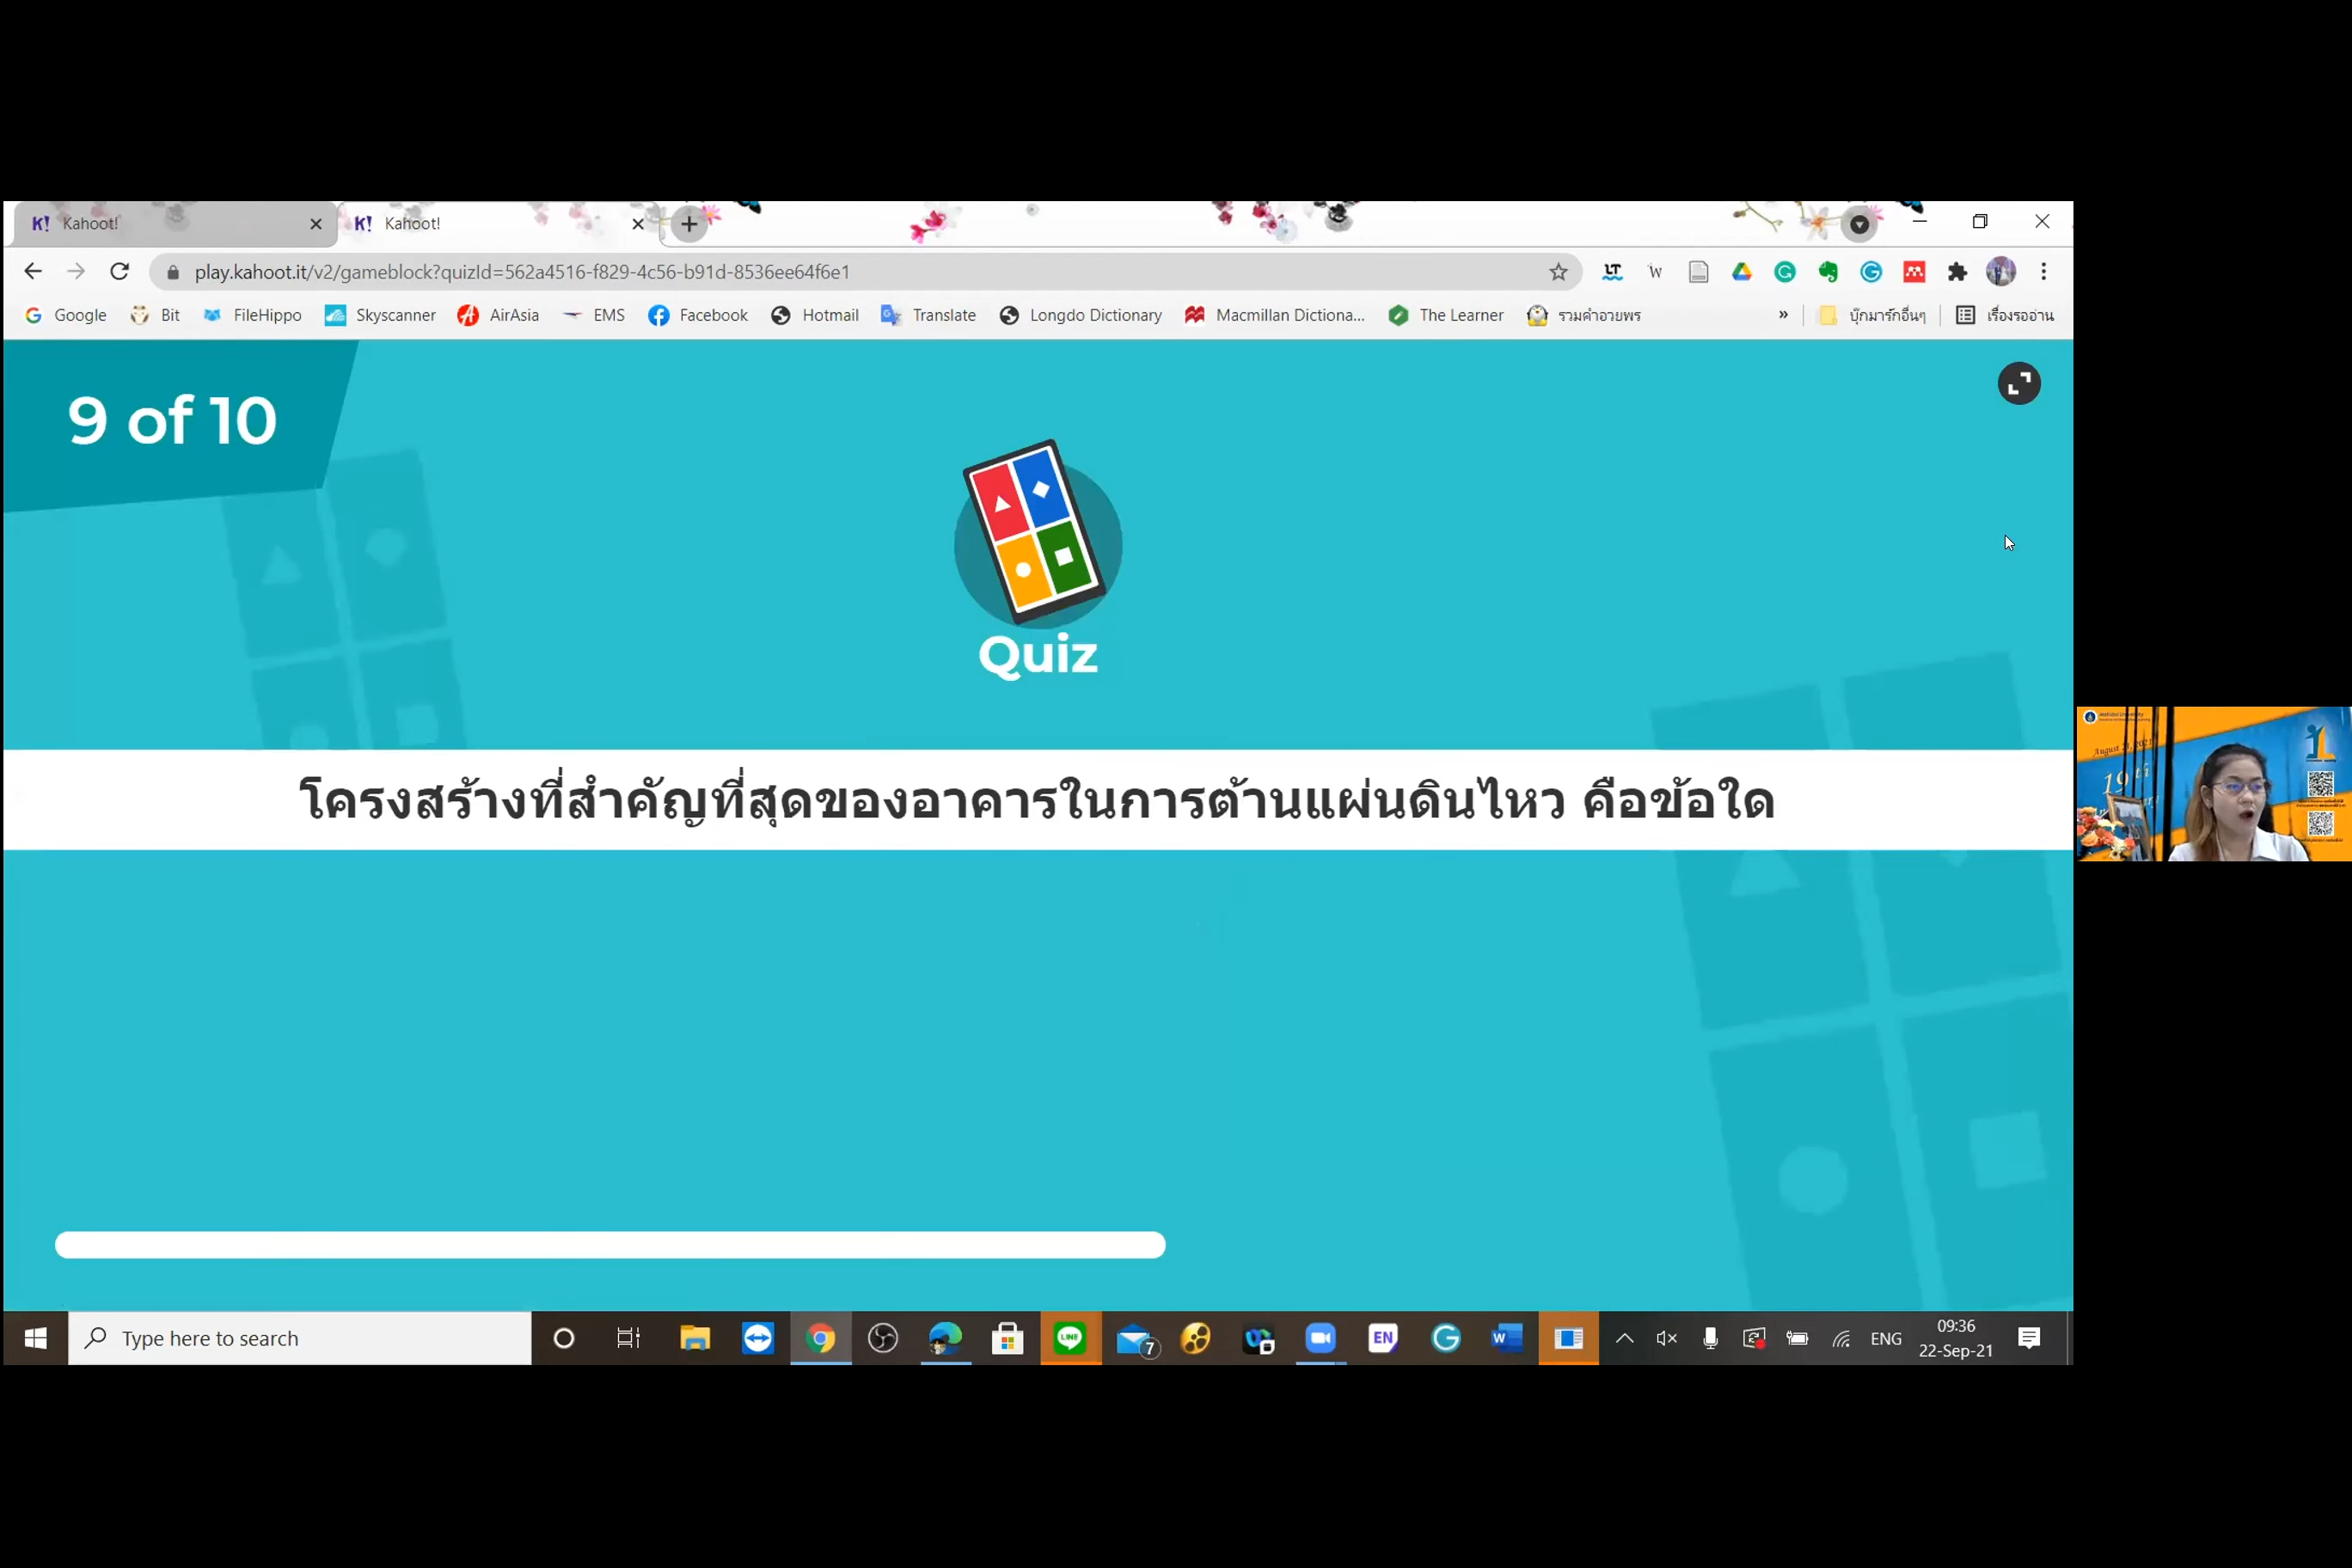 Kahoot!
Kahoot!
play.kahoot.it/v2/gameblock?quizId=562a4516-f829-4c56-b91d-8536ee64f6e1
Google Bit FileHippo Skyscanner AirAsia EMS Facebook Hotmail Translate Longdo Dictionary Macmillan Dictiona... The Learner รวมคำอวยพร » บุ๊กมาร์กอื่นๆ เรื่องรออ่าน
9 of 10
Quiz
โครงสร้างที่สำคัญที่สุดของอาคารในการต้านแผ่นดินไหว คือข้อใด
August 21, 2021
19th
Type here to search
7
EN
ENG
09:36
22-Sep-21